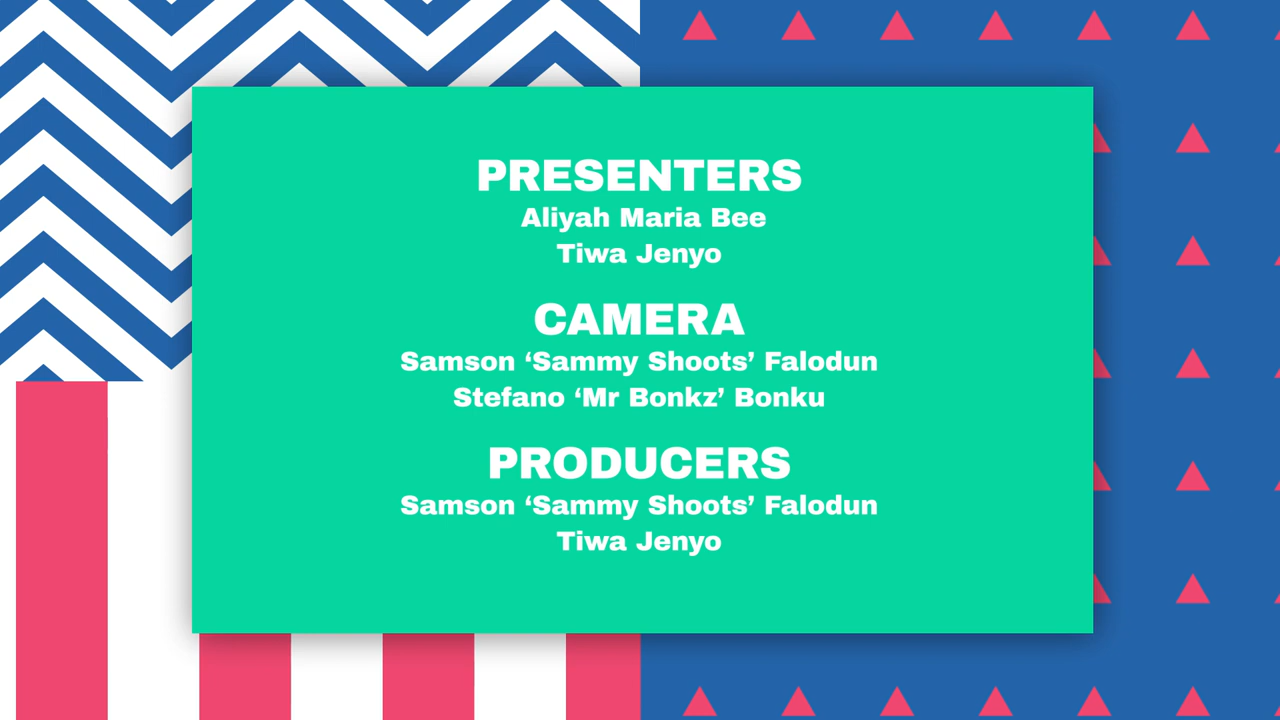 PRESENTERS
Aliyah Maria Bee
Tiwa Jenyo
CAMERA
Samson ‘Sammy Shoots’ Falodun
Stefano ‘Mr Bonkz’ Bonku
PRODUCERS
Samson ‘Sammy Shoots’ Falodun
Tiwa Jenyo